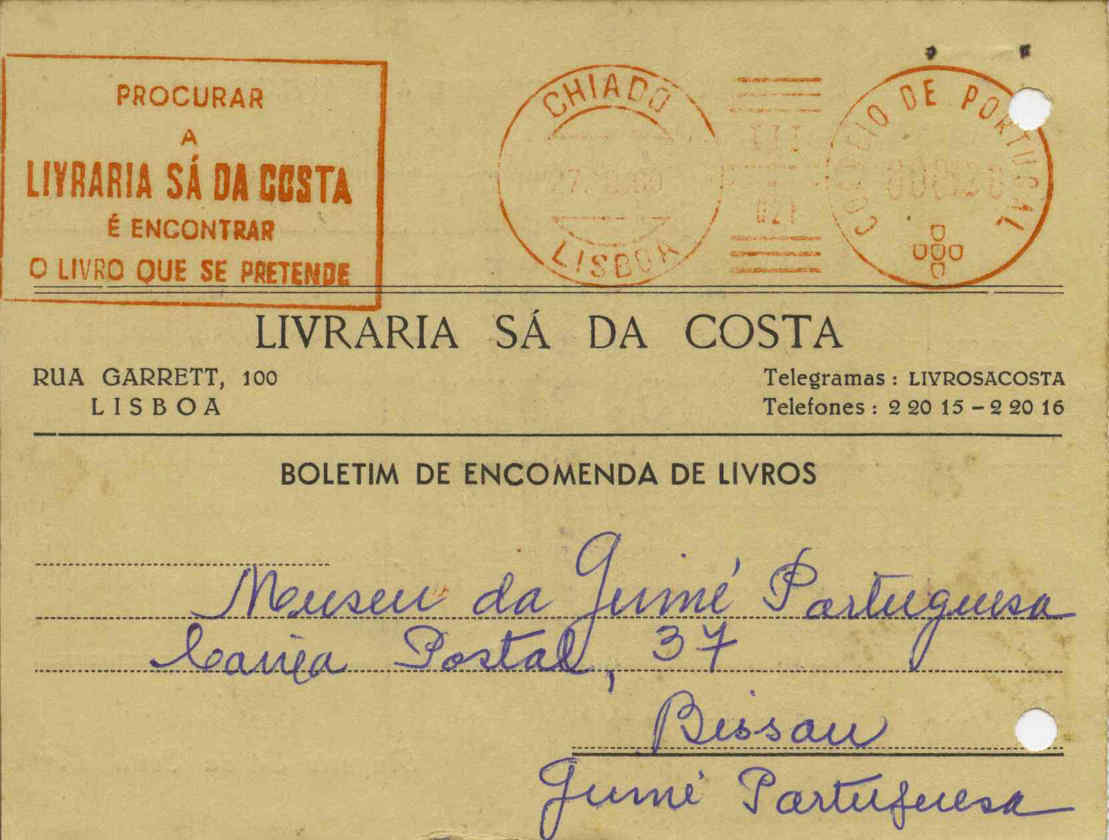 PROCURAR
A
LIVRARIA SÁ DA COSTA
É ENCONTRAR
O LIVRO QUE SE PRETENDE
CHIADO
LISBOA
CORREIO DE PORTUGAL
LIVRARIA SÁ DA COSTA
RUA GARRETT, 100
LISBOA
Telegramas : LIVROSACOSTA
Telefones : 2 20 15 – 2 20 16
BOLETIM DE ENCOMENDA DE LIVROS
Museu da Guiné Portuguesa
Caixa Postal, 37
Bissau
Guiné Portuguesa